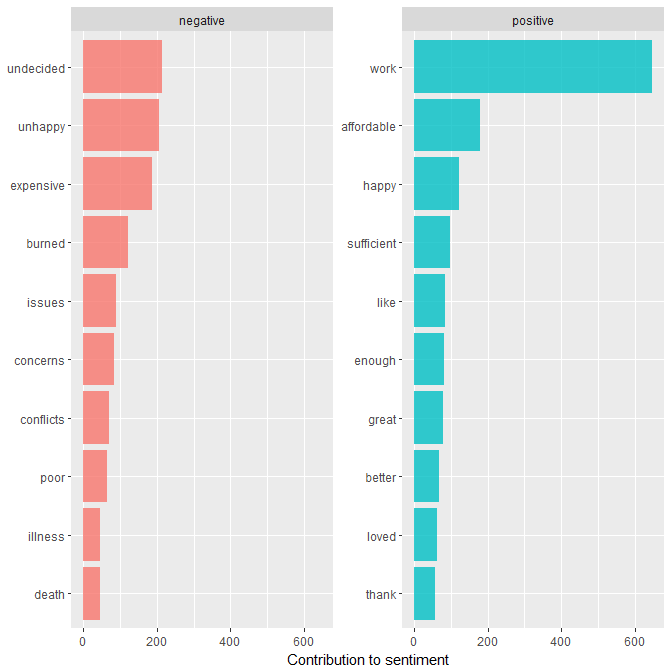 negative
undecided
unhappy
expensive
burned
issues
concerns
conflicts
poor
illness
death
0 200 400 600
positive
work
affordable
happy
sufficient
like
enough
great
better
loved
thank
0 200 400 600
Contribution to sentiment